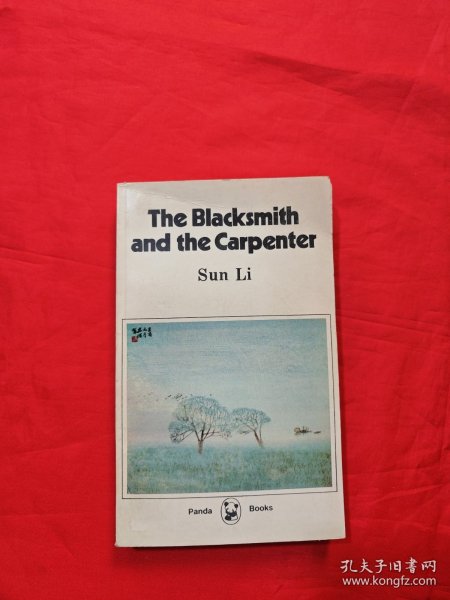 The Blacksmith
and the Carpenter
Sun Li
Panda Books
孔夫子旧书网
www.kongfz.com